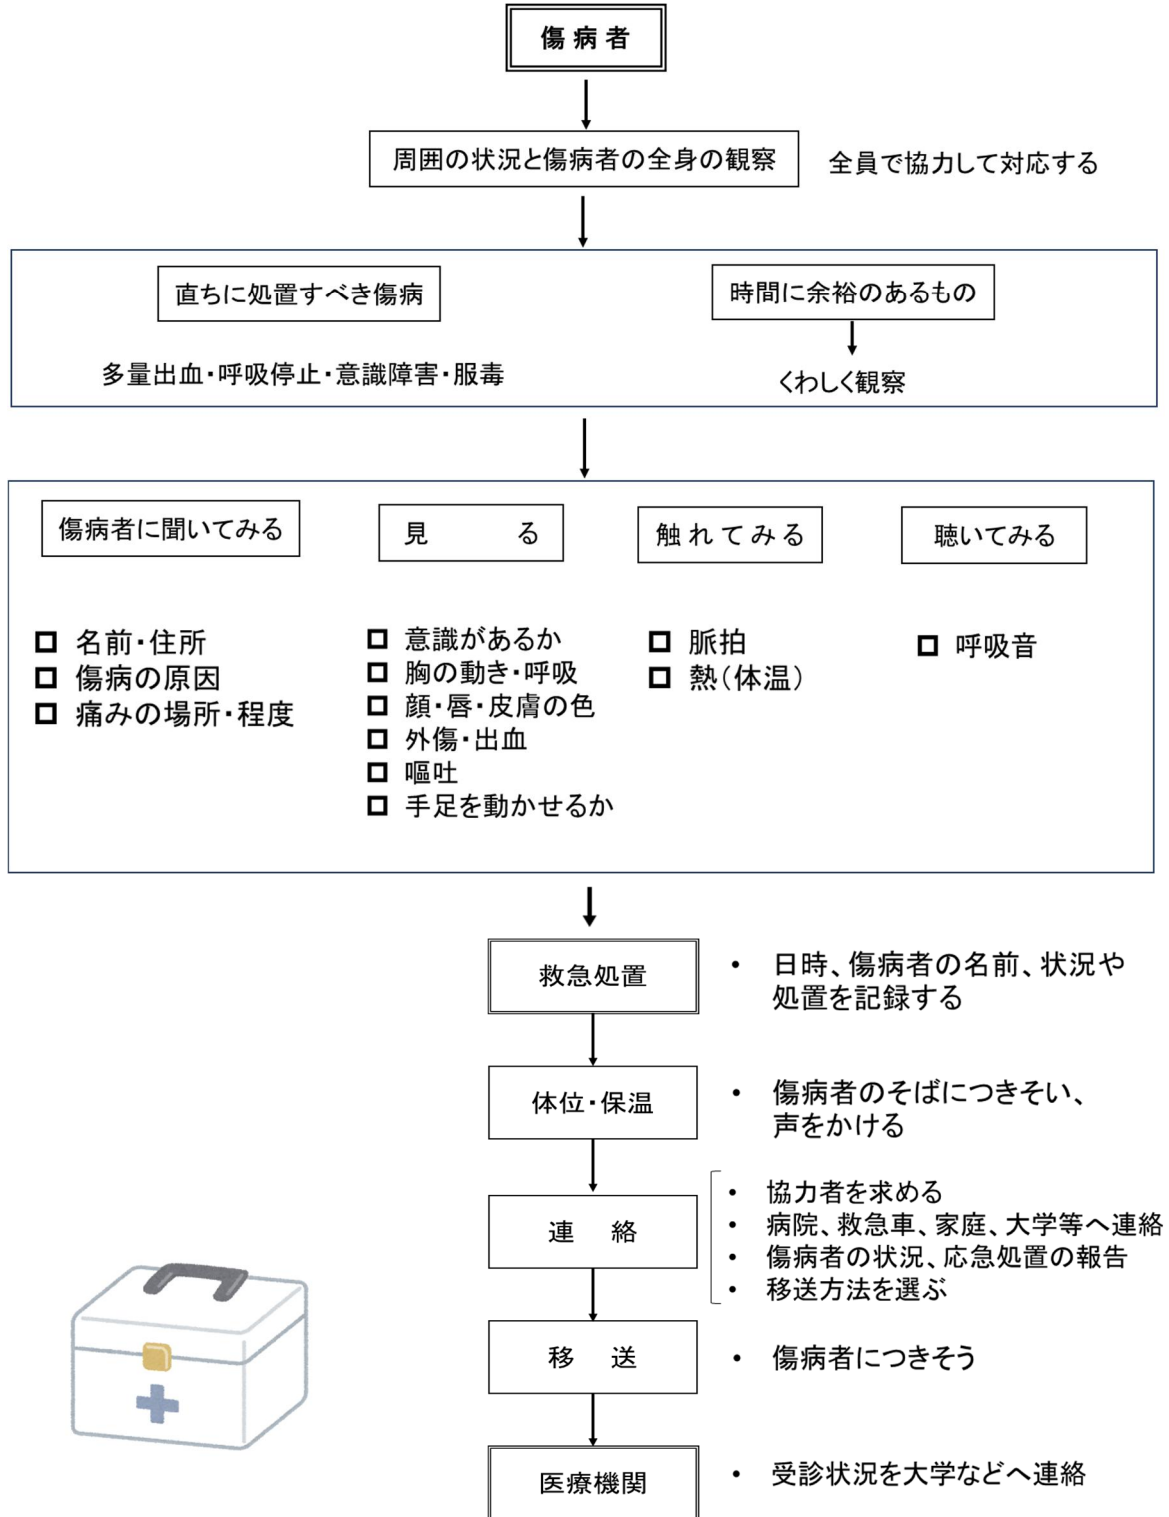 傷病者
周囲の状況と傷病者の全身の観察
全員で協力して対応する
直ちに処置すべき傷病
多量出血・呼吸停止・意識障害・服毒
時間に余裕のあるもの
くわしく観察
傷病者に聞いてみる
名前・住所
傷病の原因
痛みの場所・程度
見 る
意識があるか
胸の動き・呼吸
顔・唇・皮膚の色
外傷・出血
嘔吐
手足を動かせるか
触れてみる
脈拍
熱(体温)
聴いてみる
呼吸音
救急処置
・ 日時、傷病者の名前、状況や
処置を記録する
体位・保温
・ 傷病者のそばにつきそい、
声をかける
連 絡
・ 協力者を求める
・ 病院、救急車、家庭、大学等へ連絡
・ 傷病者の状況、応急処置の報告
・ 移送方法を選ぶ
移 送
・ 傷病者につきそう
医療機関
・ 受診状況を大学などへ連絡